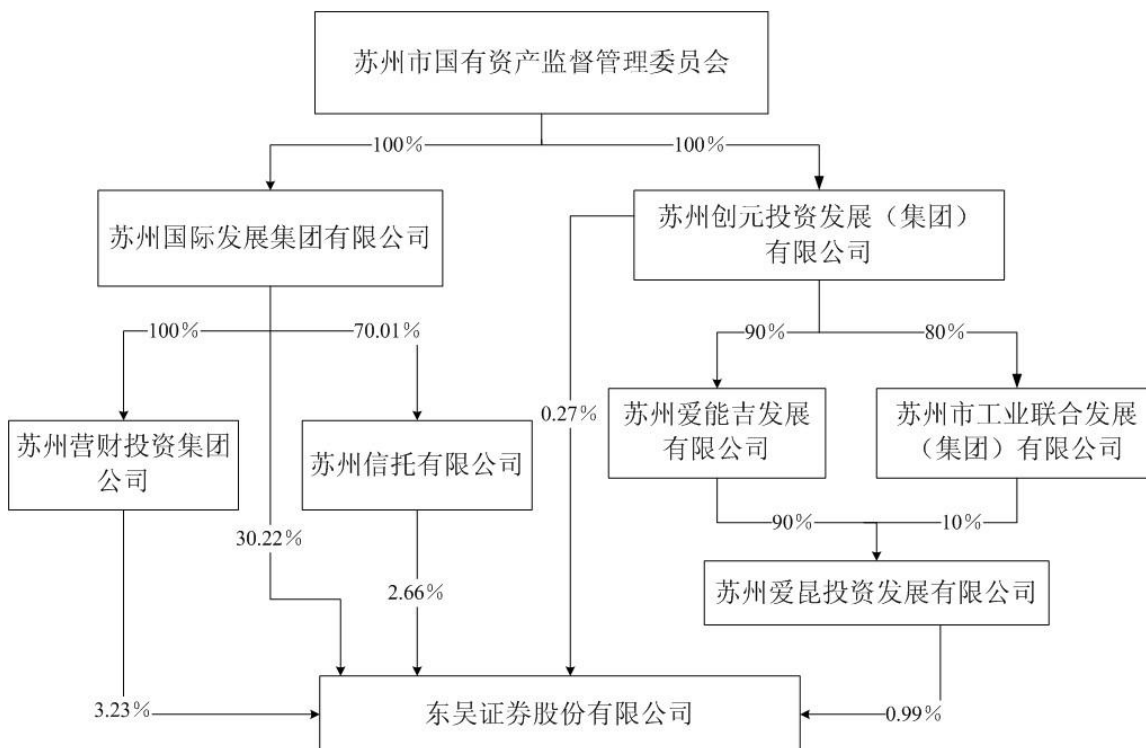 苏州市国有资产监督管理委员会
100%
100%
苏州国际发展集团有限公司
苏州创元投资发展（集团）
有限公司
100%
70.01%
90%
80%
苏州营财投资集团
公司
苏州信托有限公司
0.27%
苏州爱能吉发展
有限公司
苏州市工业联合发展
（集团）有限公司
30.22%
90%
10%
2.66%
苏州爱昆投资发展有限公司
3.23%
东吴证券股份有限公司
0.99%